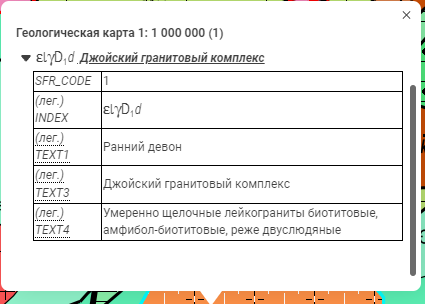 Геологическая карта 1: 1 000 000 (1)
εlγD₁d Джойский гранитовый комплекс
SFR_CODE 1
(лег.)
INDEX εlγD₁d
(лег.)
TEXT1 Ранний девон
(лег.)
TEXT3 Джойский гранитовый комплекс
(лег.)
TEXT4 Умеренно щелочные лейкограниты биотитовые,
амфибол-биотитовые, реже двуслюдяные